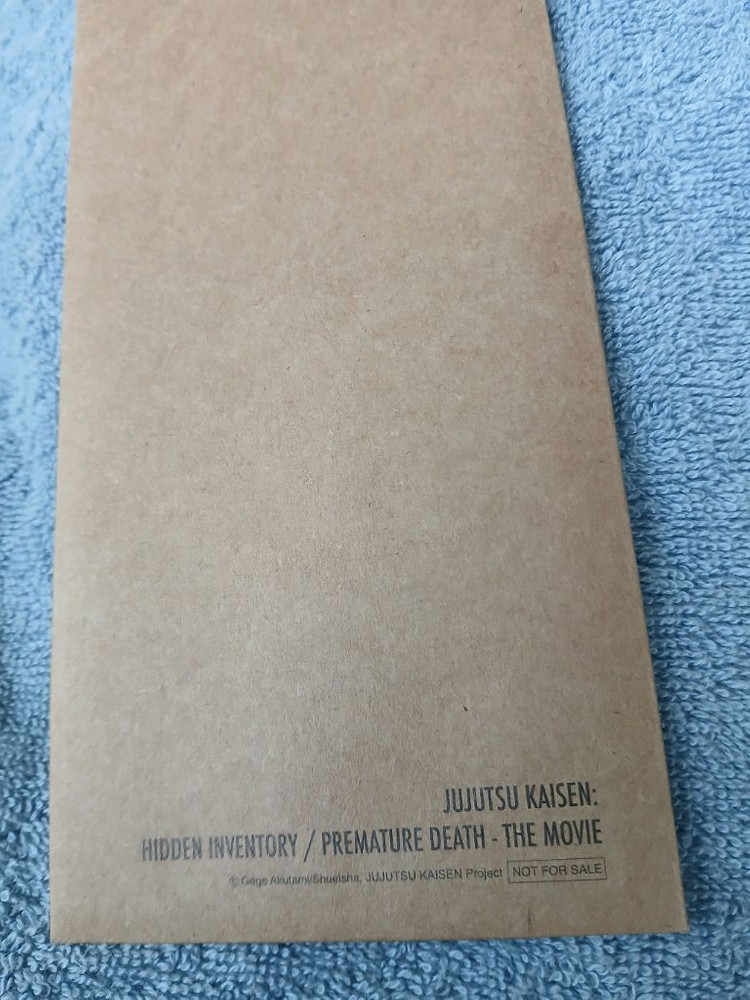 JUJUTSU KAISEN:
HIDDEN INVENTORY / PREMATURE DEATH - THE MOVIE
© Gege Akutami/Shueisha, JUJUTSU KAISEN Project NOT FOR SALE